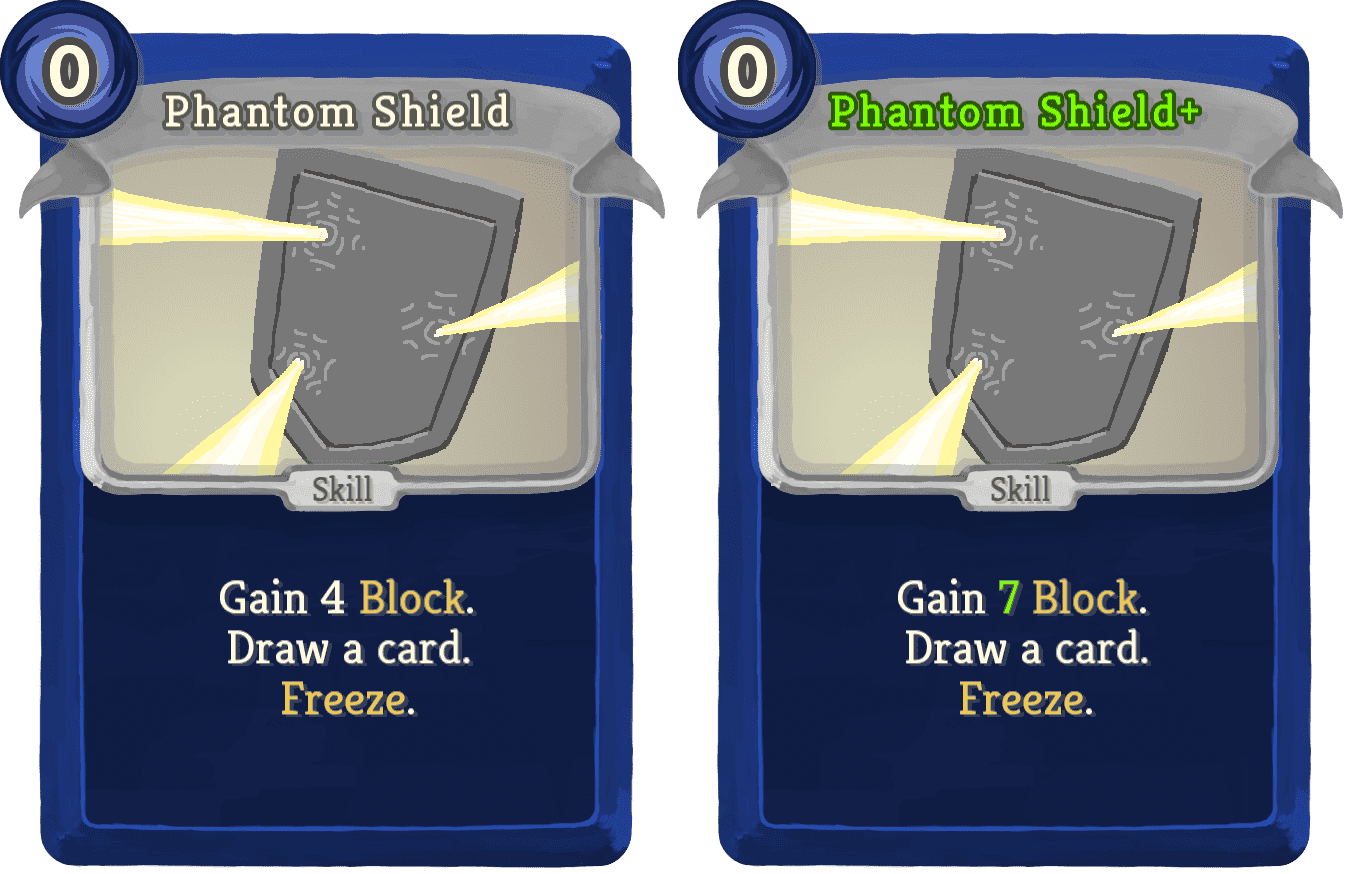 0
Phantom Shield
Skill
Gain 4 Block.
Draw a card.
Freeze.
0
Phantom Shield+
Skill
Gain 7 Block.
Draw a card.
Freeze.